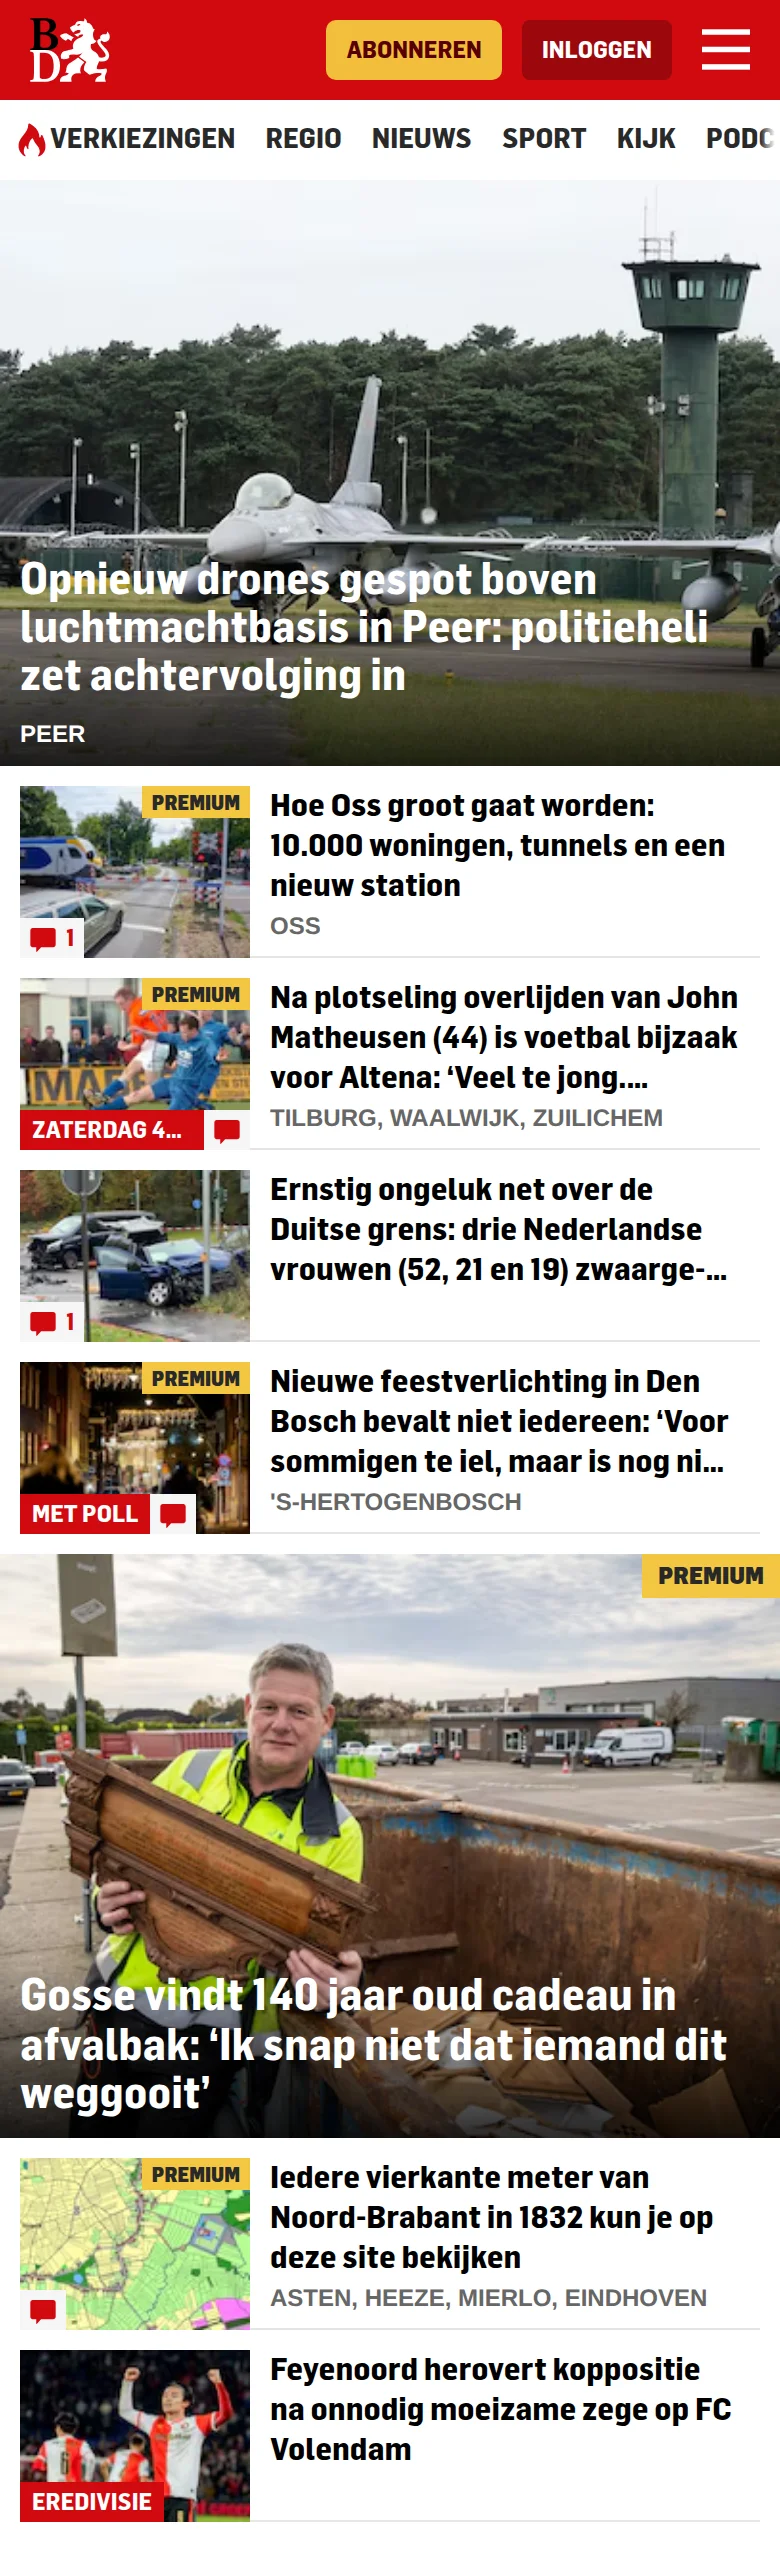 BD
ABONNEREN
INLOGGEN
VERKIEZINGEN REGIO NIEUWS SPORT KIJK PODC
Opnieuw drones gespot boven
luchtmachtbasis in Peer: politieheli
zet achtervolging in
PEER
PREMIUM
1
Hoe Oss groot gaat worden:
10.000 woningen, tunnels en een
nieuw station
OSS
PREMIUM
ZATERDAG 4...
Na plotseling overlijden van John
Matheusen (44) is voetbal bijzaak
voor Altena: ‘Veel te jong....
TILBURG, WAALWIJK, ZUILICHEM
1
Ernstig ongeluk net over de
Duitse grens: drie Nederlandse
vrouwen (52, 21 en 19) zwaarge-...
PREMIUM
MET POLL
Nieuwe feestverlichting in Den
Bosch bevalt niet iedereen: ‘Voor
sommigen te iel, maar is nog ni...
'S-HERTOGENBOSCH
PREMIUM
Gosse vindt 140 jaar oud cadeau in
afvalbak: ‘Ik snap niet dat iemand dit
weggooit’
PREMIUM
Iedere vierkante meter van
Noord-Brabant in 1832 kun je op
deze site bekijken
ASTEN, HEEZE, MIERLO, EINDHOVEN
EREDIVISIE
Feyenoord herovert koppositie
na onnodig moeizame zege op FC
Volendam